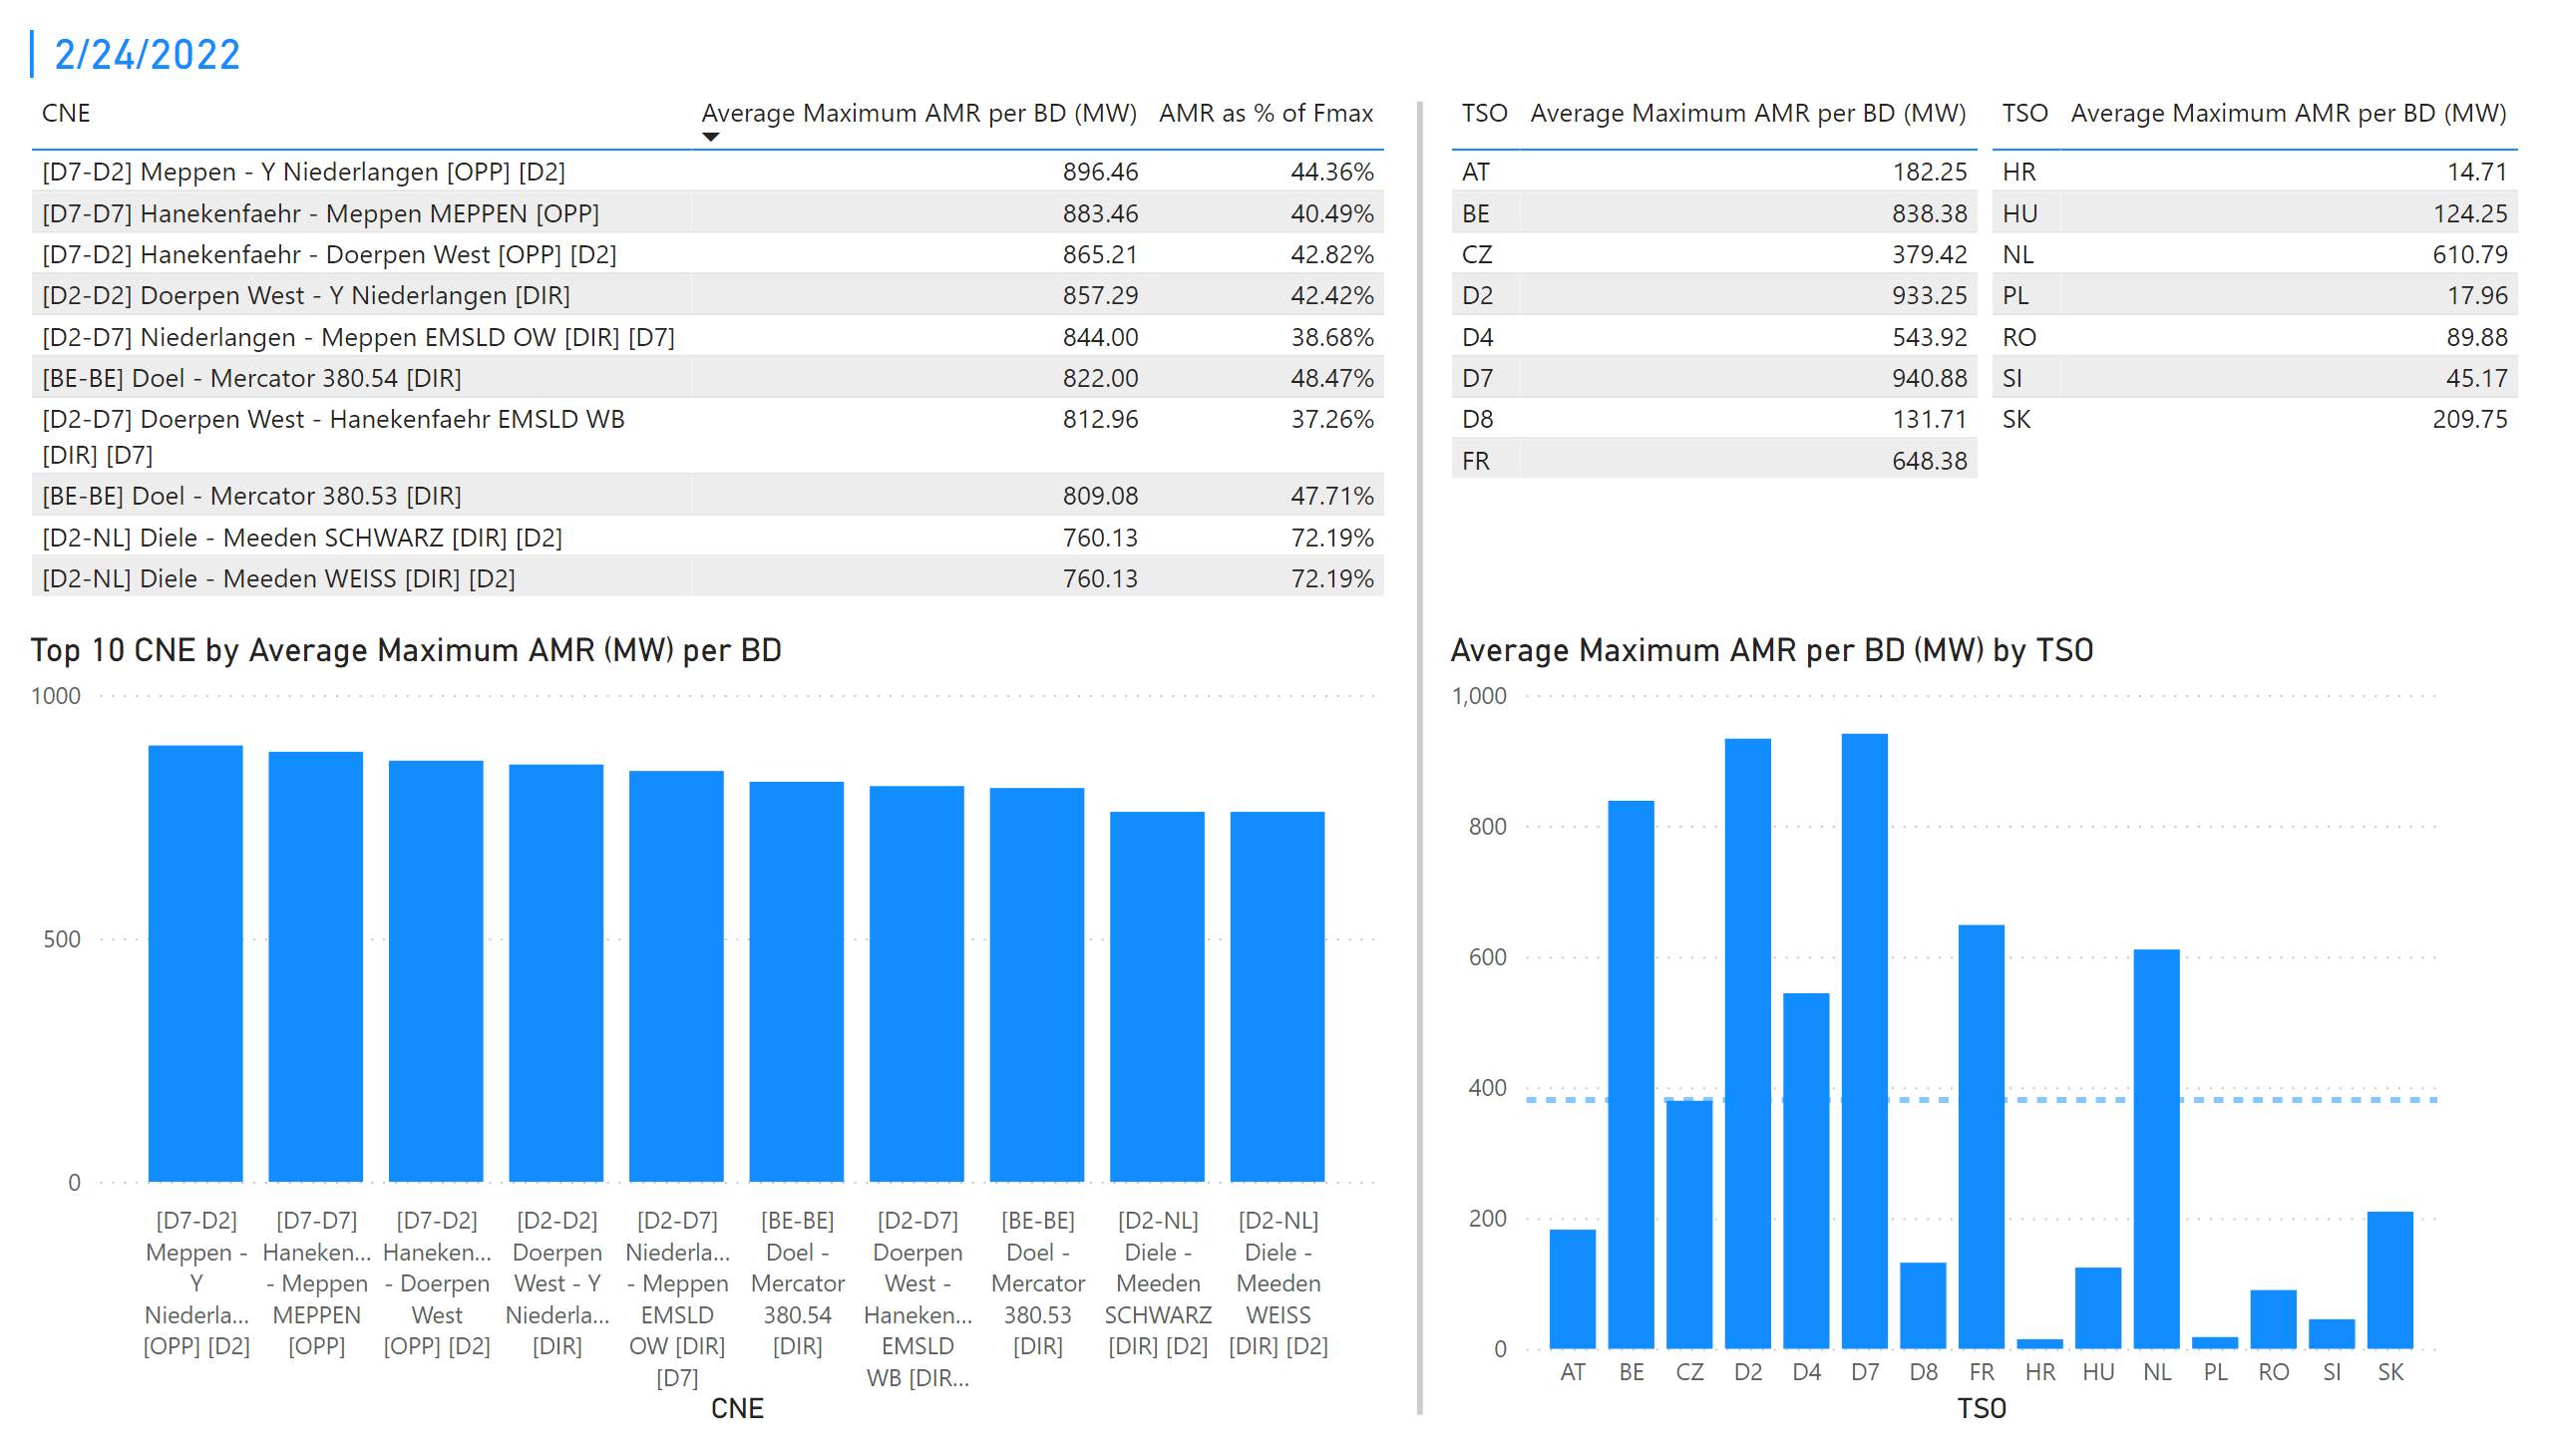 2/24/2022
CNE Average Maximum AMR per BD (MW) AMR as % of Fmax
[D7-D2] Meppen - Y Niederlangen [OPP] [D2] 896.46 44.36%
[D7-D7] Hanekenfaehr - Meppen MEPPEN [OPP] 883.46 40.49%
[D7-D2] Hanekenfaehr - Doerpen West [OPP] [D2] 865.21 42.82%
[D2-D2] Doerpen West - Y Niederlangen [DIR] 857.29 42.42%
[D2-D7] Niederlangen - Meppen EMSLD OW [DIR] [D7] 844.00 38.68%
[BE-BE] Doel - Mercator 380.54 [DIR] 822.00 48.47%
[D2-D7] Doerpen West - Hanekenfaehr EMSLD WB 812.96 37.26%
[DIR] [D7]
[BE-BE] Doel - Mercator 380.53 [DIR] 809.08 47.71%
[D2-NL] Diele - Meeden SCHWARZ [DIR] [D2] 760.13 72.19%
[D2-NL] Diele - Meeden WEISS [DIR] [D2] 760.13 72.19%
TSO Average Maximum AMR per BD (MW)
AT 182.25
BE 838.38
CZ 379.42
D2 933.25
D4 543.92
D7 940.88
D8 131.71
FR 648.38
TSO Average Maximum AMR per BD (MW)
HR 14.71
HU 124.25
NL 610.79
PL 17.96
RO 89.88
SI 45.17
SK 209.75
Top 10 CNE by Average Maximum AMR (MW) per BD
1000
500
0
[D7-D2]
Meppen -
Y
Niederla...
[OPP] [D2]
[D7-D7]
Haneken...
- Meppen
MEPPEN
[OPP]
[D7-D2]
Haneken...
- Doerpen
West
[OPP] [D2]
[D2-D2]
Doerpen
West - Y
Niederla...
[DIR]
[D2-D7]
Niederla...
- Meppen
EMSLD
OW [DIR]
[D7]
[BE-BE]
Doel -
Mercator
380.54
[DIR]
[D2-D7]
Doerpen
West -
Haneken...
EMSLD
WB [DIR...
[BE-BE]
Doel -
Mercator
380.53
[DIR]
[D2-NL]
Diele -
Meeden
SCHWARZ
[DIR] [D2]
[D2-NL]
Diele -
Meeden
WEISS
[DIR] [D2]
CNE
Average Maximum AMR per BD (MW) by TSO
1,000
800
600
400
200
0
AT BE CZ D2 D4 D7 D8 FR HR HU NL PL RO SI SK
TSO